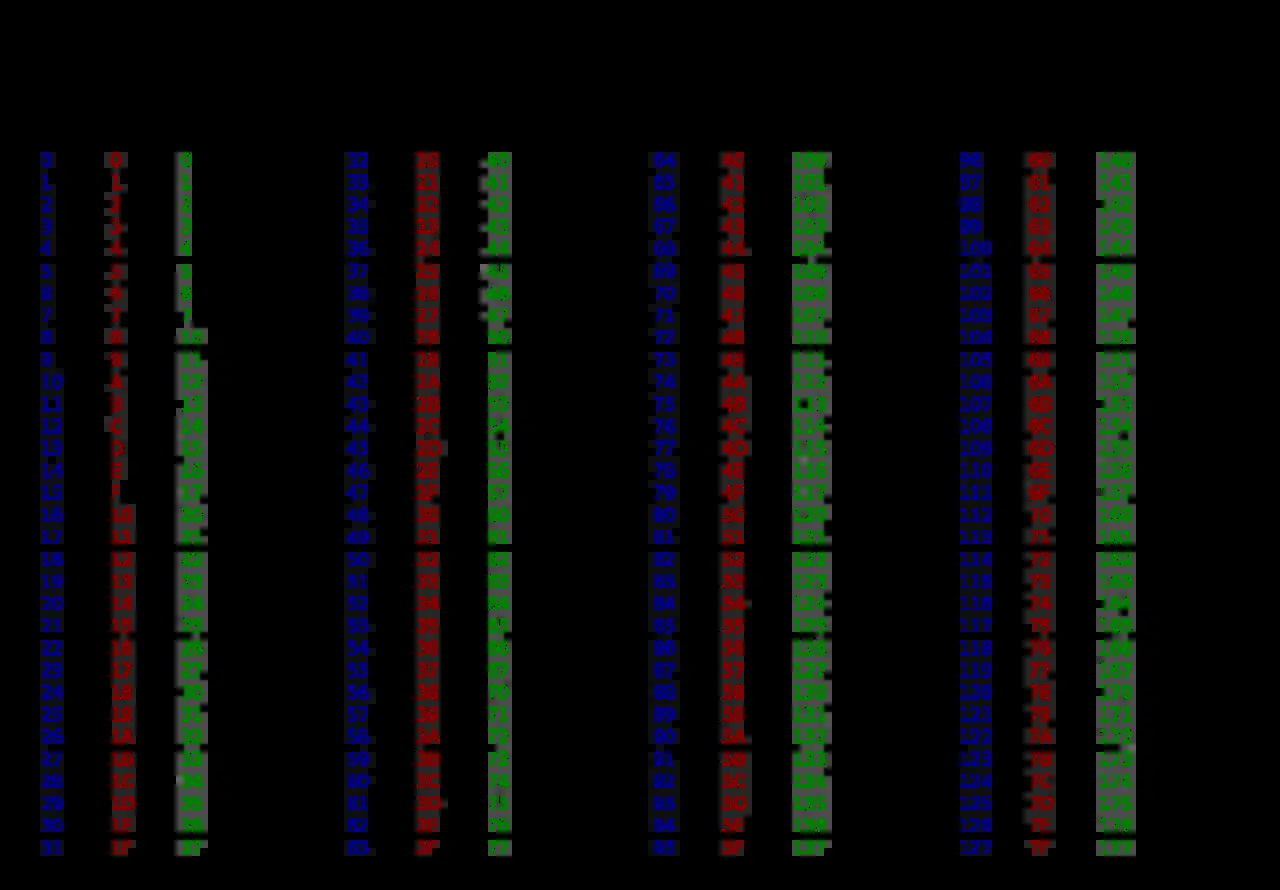 0 0 0 32 20 40 64 40 100 96 60 140
1 1 1 33 21 41 65 41 101 97 61 141
2 2 2 34 22 42 66 42 102 98 62 142
3 3 3 35 23 43 67 43 103 99 63 143
4 4 4 36 24 44 68 44 104 100 64 144
5 5 5 37 25 45 69 45 105 101 65 145
6 6 6 38 26 46 70 46 106 102 66 146
7 7 7 39 27 47 71 47 107 103 67 147
8 8 10 40 28 50 72 48 110 104 68 150
9 9 11 41 29 51 73 49 111 105 69 151
10 A 12 42 2A 52 74 4A 112 106 6A 152
11 B 13 43 2B 53 75 4B 113 107 6B 153
12 C 14 44 2C 54 76 4C 114 108 6C 154
13 D 15 45 2D 55 77 4D 115 109 6D 155
14 E 16 46 2E 56 78 4E 116 110 6E 156
15 F 17 47 2F 57 79 4F 117 111 6F 157
16 10 20 48 30 60 80 50 120 112 70 160
17 11 21 49 31 61 81 51 121 113 71 161
18 12 22 50 32 62 82 52 122 114 72 162
19 13 23 51 33 63 83 53 123 115 73 163
20 14 24 52 34 64 84 54 124 116 74 164
21 15 25 53 35 65 85 55 125 117 75 165
22 16 26 54 36 66 86 56 126 118 76 166
23 17 27 55 37 67 87 57 127 119 77 167
24 18 30 56 38 70 88 58 130 120 78 170
25 19 31 57 39 71 89 59 131 121 79 171
26 1A 32 58 3A 72 90 5A 132 122 7A 172
27 1B 33 59 3B 73 91 5B 133 123 7B 173
28 1C 34 60 3C 74 92 5C 134 124 7C 174
29 1D 35 61 3D 75 93 5D 135 125 7D 175
30 1E 36 62 3E 76 94 5E 136 126 7E 176
31 1F 37 63 3F 77 95 5F 137 127 7F 177